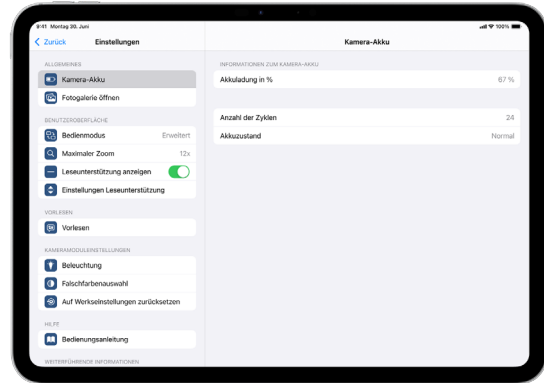 9:41 Montag 30. Juni
100%
Zurück
Einstellungen
Kamera-Akku
ALLGEMEINES
Kamera-Akku
Fotogalerie öffnen
BENUTZEROBERFLÄCHE
Bedienmodus Erweitert
Maximaler Zoom 12x
Leseunterstützung anzeigen
Einstellungen Leseunterstützung
VORLESEN
Vorlesen
KAMERAMODULEINSTELLUNGEN
Beleuchtung
Falschfarbenauswahl
Auf Werkseinstellungen zurücksetzen
HILFE
Bedienungsanleitung
WEITERFÜHRENDE INFORMATIONEN
INFORMATIONEN ZUM KAMERA-AKKU
Akkuladung in % 67 %
Anzahl der Zyklen 24
Akkuzustand Normal